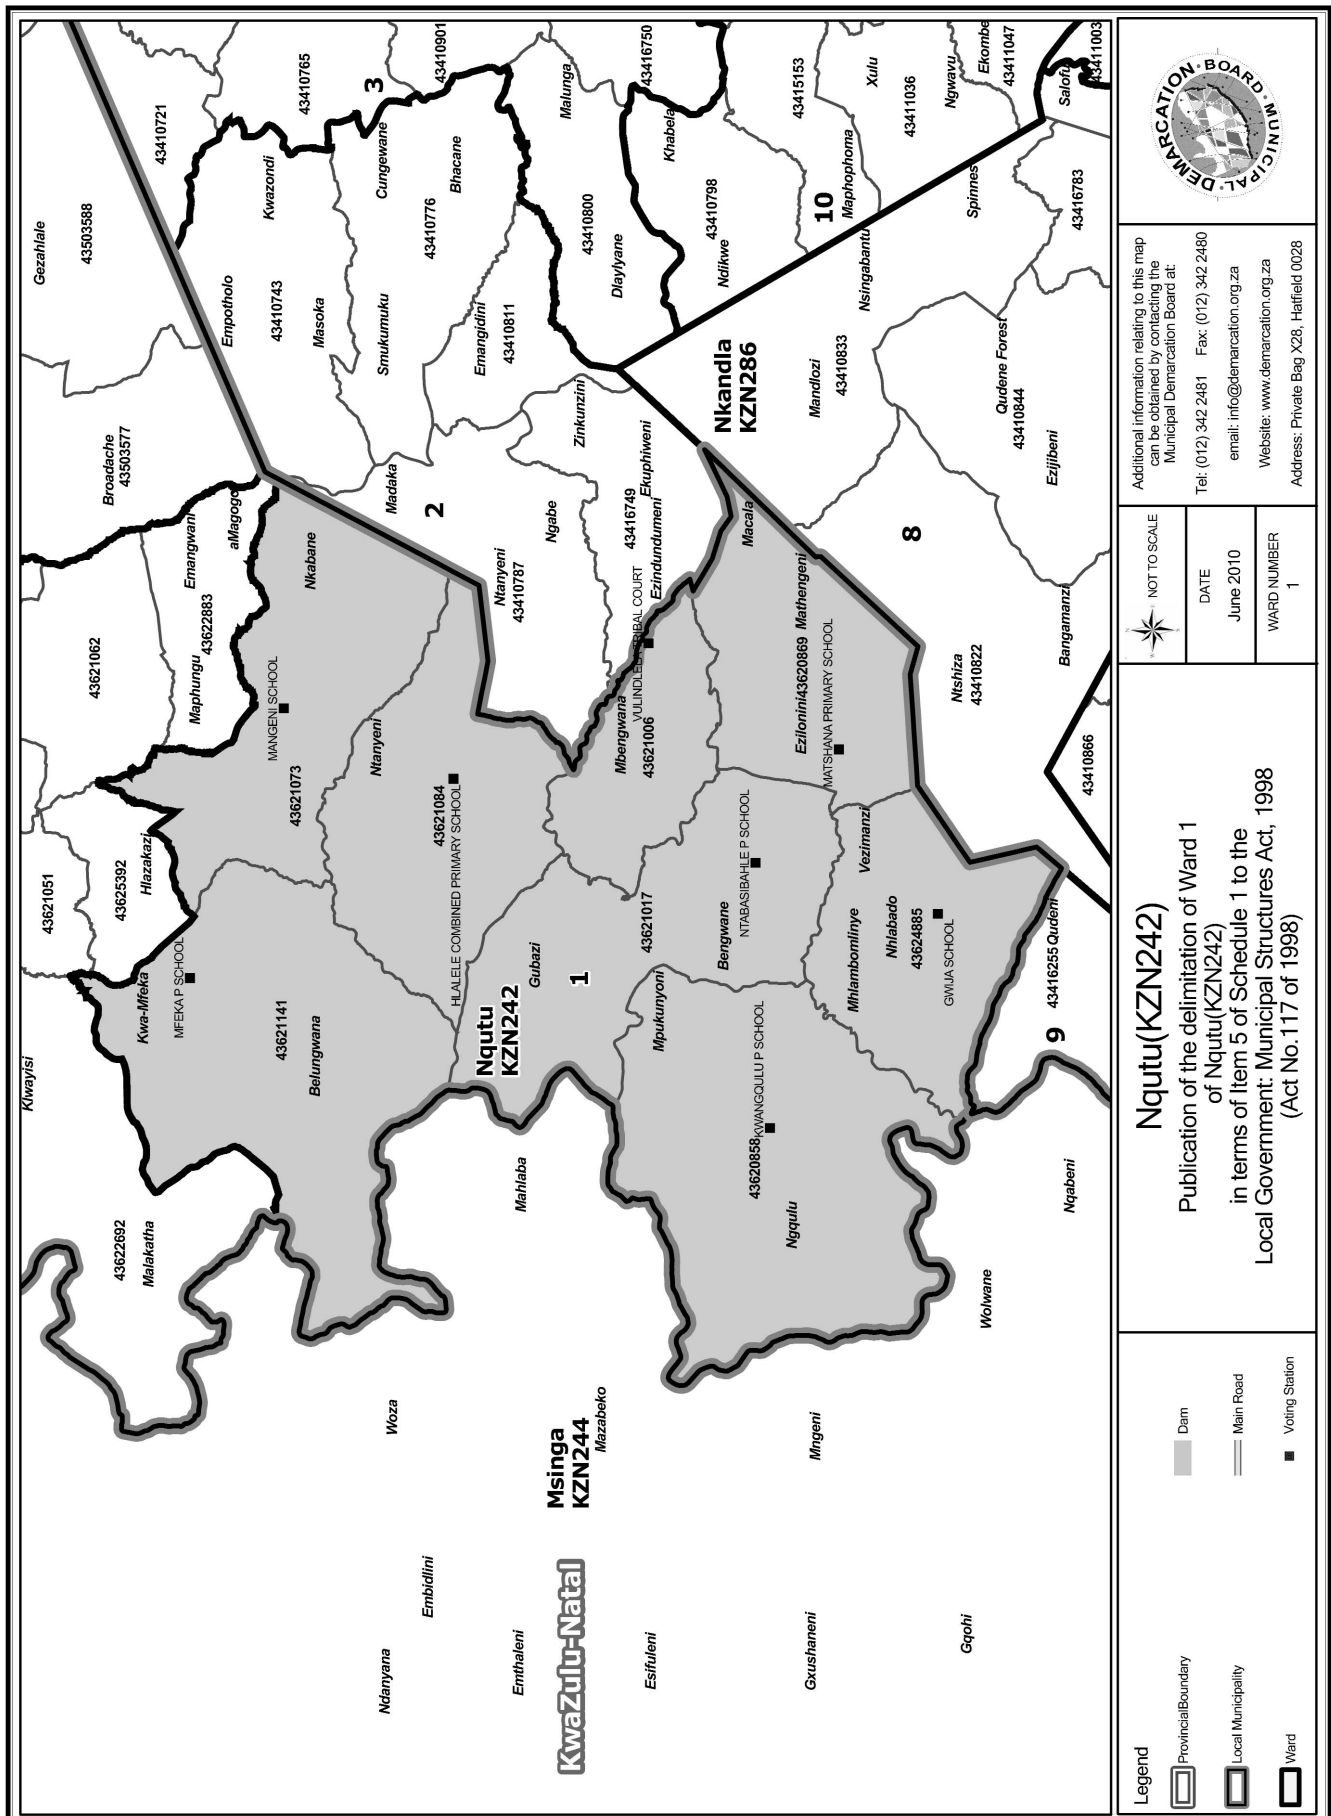 Gezahlale
43503588
43410721
43410765
3
43410901
Malunga
43416750
43415153
Xulu
43411036
Ngwavu
Ekombe
43411047
Salofu
43411003
Empotholo
43410743
Kwazondi
Masoka
Cungewane
Smukumuku
43410776
Bhacane
Emangidini
43410811
43410800
Dlaylyane
Khabela
43410798
Ndikwe
10
Maphophoma
Nsingabantu
Spinnes
43416783
Broadache
43503577
Madaka
2
Ntanyeni
43410787
Ngabe
Zinkunzini
43416749
Ekuphiweni
Ezindundumeni
Nkandla
KZN286
Mandlozi
43410833
Qudene Forest
43410844
Ezijibeni
8
Bangamanzi
Ntshiza
43410822
43410866
43621062
Emangwani
aMagogo
Maphungu
43622883
Nkabane
MANGENI SCHOOL
43621073
Ntanyeni
43621084
HLALELE COMBINED PRIMARY SCHOOL
VULINDLELA TRIBAL COURT
Mbengwana
43621006
Macala
Mathengeni
Ezilonini43620869
MATSHANA PRIMARY SCHOOL
43621051
43625392
Hlazakazi
Klwayisi
Kwa-Mfeka
MFEKA P SCHOOL
43621141
Belungwana
Nqutu
KZN242
Gubazi
1
43621017
Mpukunyoni
Bengwane
NTABASIBAHLE P SCHOOL
Vezimanzi
Mhlambomlinye
Nhlabado
43624885
GWIJA SCHOOL
43416255Qudeni
9
43620858KWANGQULU P SCHOOL
Ngqulu
43622692
Malakatha
Mahlaba
Nqabeni
Wolwane
Woza
Msinga
KZN244
Mazabeko
Mngeni
Embidlini
Ndanyana
Emthaleni
KwaZulu-Natal
Esifuleni
Gxushaneni
Gqohi
Legend
ProvincialBoundary
Local Municipality
Ward
Dam
Main Road
Voting Station
Nqutu(KZN242)
Publication of the delimitation of Ward 1
of Nqutu(KZN242)
in terms of Item 5 of Schedule 1 to the
Local Government: Municipal Structures Act, 1998
(Act No.117 of 1998)
NOT TO SCALE
DATE
June 2010
WARD NUMBER
1
Additional information relating to this map
can be obtained by contacting the
Municipal Demarcation Board at:
Tel: (012) 342 2481 Fax: (012) 342 2480
email: info@demarcation.org.za
Website: www.demarcation.org.za
Address: Private Bag X28, Hatfield 0028
MUNICIPAL • DEMARCATION • BOARD •